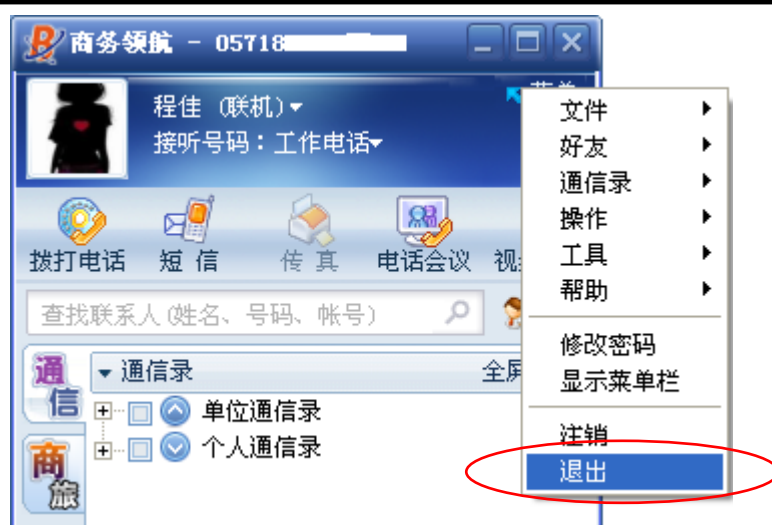 商务领航 - 05718
程佳 (联机)
接听号码：工作电话
文件
好友
通信录
操作
工具
帮助
修改密码
显示菜单栏
注销
退出
拨打电话 短信 传真 电话会议 视
查找联系人(姓名、号码、帐号)
通信
通信录 全屏
单位通信录
个人通信录
商旅